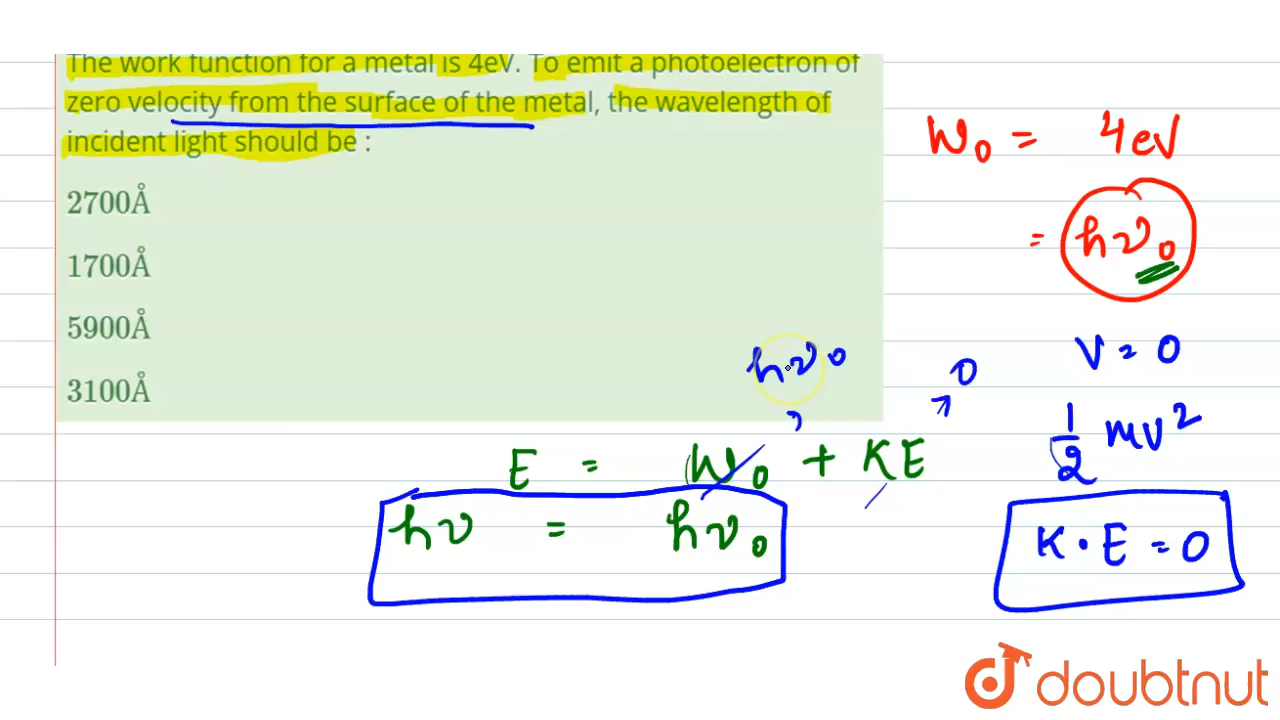 The work function for a metal is 4eV. To emit a photoelectron of
zero velocity from the surface of the metal, the wavelength of
incident light should be :
2700Å
1700Å
5900Å
3100Å
W₀ = 4eV
= hν₀
V = 0
1/2 mv²
K.E = 0
hν₀
0
E = W₀ + KE
hν = hν₀
doubtnut